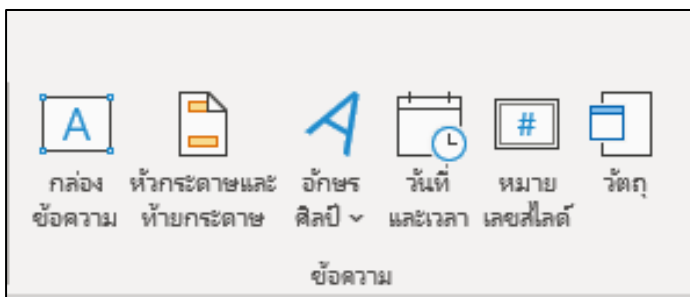 A
#
กล่อง หัวกระดาษและ อักษร วันที่ หมาย วัตถุ
ข้อความ ท้ายกระดาษ ศิลป์ และเวลา เลขสไลด์
ข้อความ